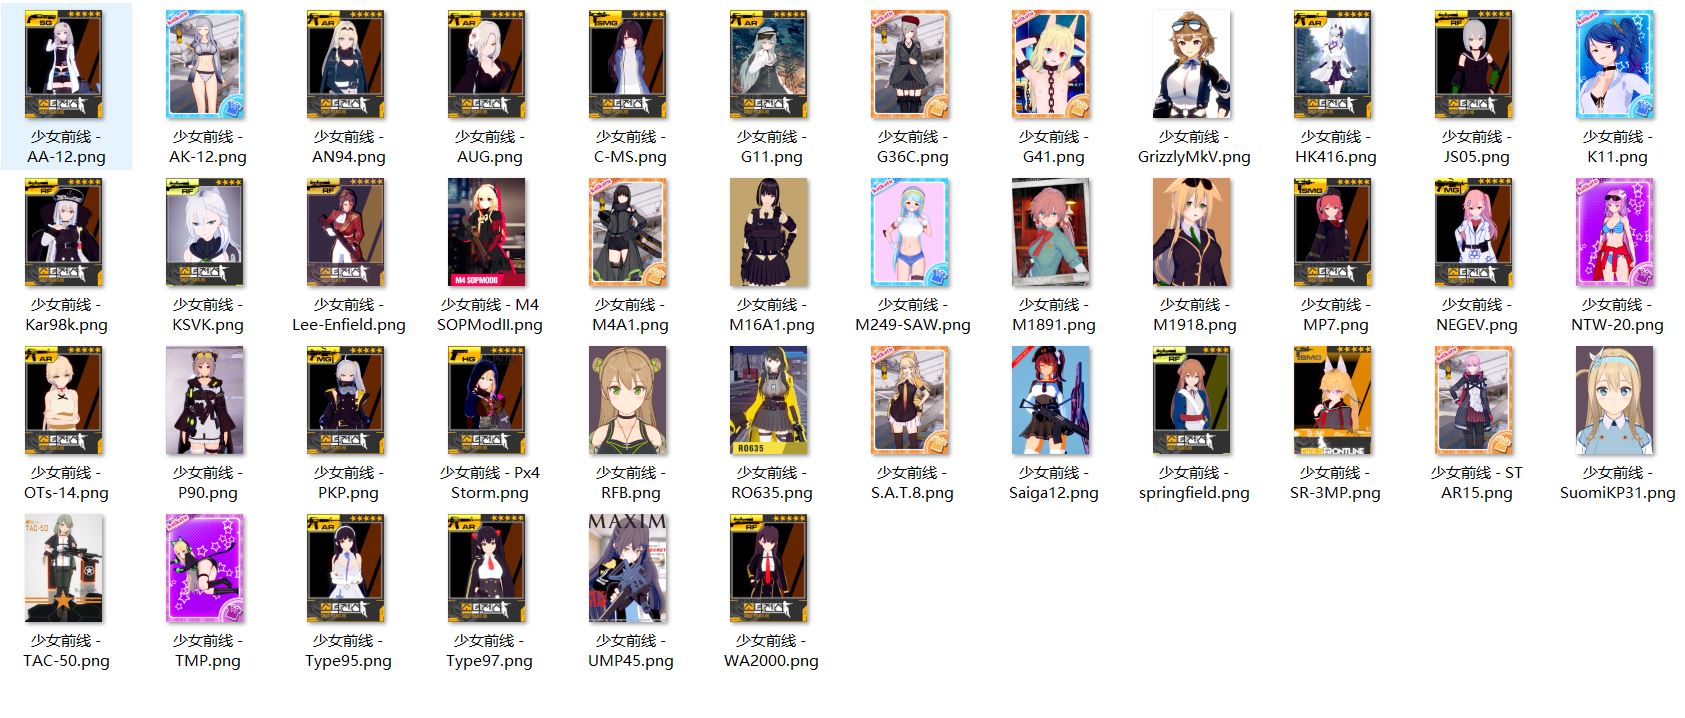 少女前线 -
AA-12.png
少女前线 -
AK-12.png
少女前线 -
AN94.png
少女前线 -
AUG.png
少女前线 -
C-MS.png
少女前线 -
G11.png
少女前线 -
G36C.png
少女前线 -
G41.png
少女前线 -
GrizzlyMkV.png
少女前线 -
HK416.png
少女前线 -
JS05.png
少女前线 -
K11.png
少女前线 -
Kar98k.png
少女前线 -
KSVK.png
少女前线 -
Lee-Enfield.png
M4 SOPMODII
少女前线 - M4
SOPModII.png
少女前线 -
M4A1.png
少女前线 -
M16A1.png
少女前线 -
M249-SAW.png
少女前线 -
M1891.png
少女前线 -
M1918.png
少女前线 -
MP7.png
少女前线 -
NEGEV.png
少女前线 -
NTW-20.png
少女前线 -
OTs-14.png
少女前线 -
P90.png
少女前线 -
PKP.png
少女前线 - Px4
Storm.png
少女前线 -
RFB.png
RO635
少女前线 -
RO635.png
少女前线 -
S.A.T.8.png
少女前线 -
Saiga12.png
少女前线 -
springfield.png
少女前线 -
SR-3MP.png
少女前线 - ST
AR15.png
少女前线 -
SuomiKP31.png
TAC-50
少女前线 -
TAC-50.png
少女前线 -
TMP.png
少女前线 -
Type95.png
少女前线 -
Type97.png
MAXIM
少女前线 -
UMP45.png
少女前线 -
WA2000.png